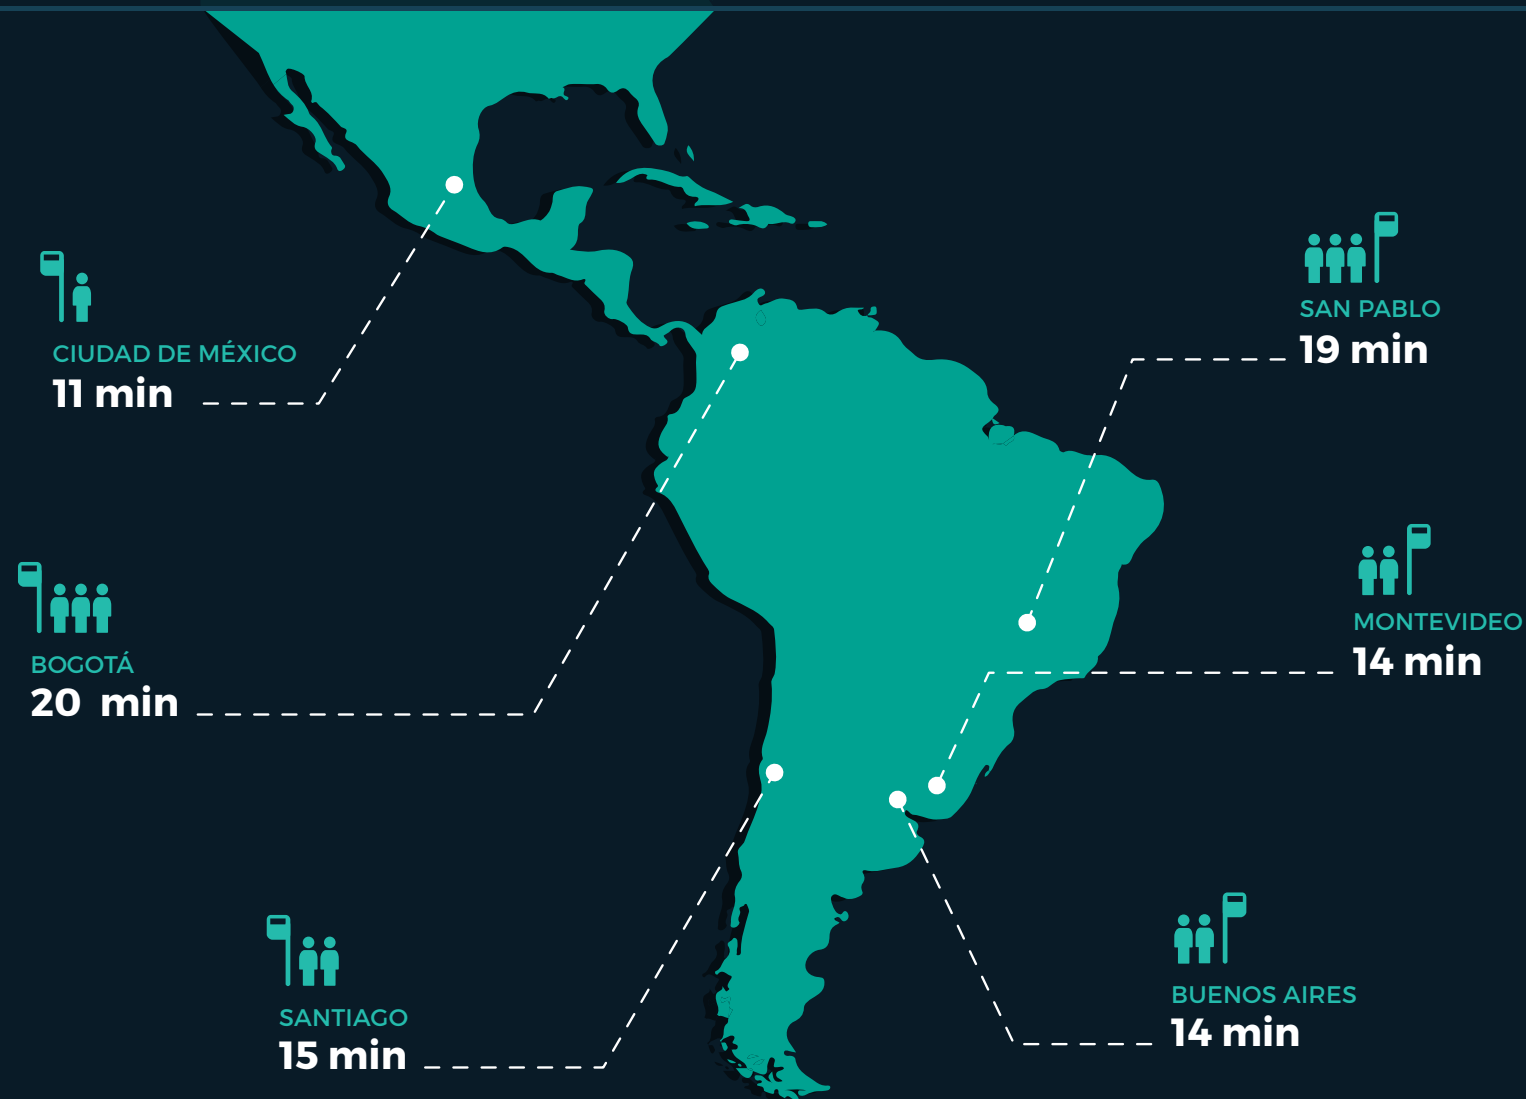 CIUDAD DE MÉXICO
11 min
BOGOTÁ
20 min
SANTIAGO
15 min
SAN PABLO
19 min
MONTEVIDEO
14 min
BUENOS AIRES
14 min